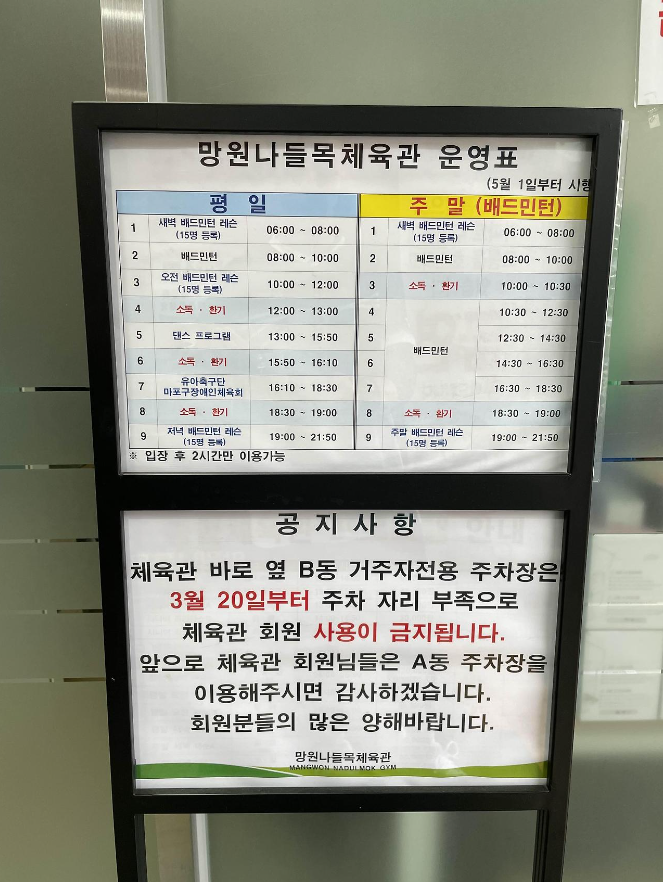 망원나들목체육관 운영표
(5월 1일부터 시행
평 일
1 새벽 배드민턴 레슨 (15명 등록) 06:00 ~ 08:00
2 배드민턴 08:00 ~ 10:00
3 오전 배드민턴 레슨 (15명 등록) 10:00 ~ 12:00
4 소독 · 환기 12:00 ~ 13:00
5 댄스 프로그램 13:00 ~ 15:50
6 소독 · 환기 15:50 ~ 16:10
7 유아축구단 마포구장애인체육회 16:10 ~ 18:30
8 소독 · 환기 18:30 ~ 19:00
9 저녁 배드민턴 레슨 (15명 등록) 19:00 ~ 21:50
주 말 (배드민턴)
1 새벽 배드민턴 레슨 (15명 등록) 06:00 ~ 08:00
2 배드민턴 08:00 ~ 10:00
3 소독 · 환기 10:00 ~ 10:30
4 10:30 ~ 12:30
5 12:30 ~ 14:30
배드민턴
6 14:30 ~ 16:30
7 16:30 ~ 18:30
8 소독 · 환기 18:30 ~ 19:00
9 주말 배드민턴 레슨 (15명 등록) 19:00 ~ 21:50
※ 입장 후 2시간만 이용가능
공 지 사 항
체육관 바로 옆 B동 거주자전용 주차장은
3월 20일부터 주차 자리 부족으로
체육관 회원 사용이 금지됩니다.
앞으로 체육관 회원님들은 A동 주차장을
이용해주시면 감사하겠습니다.
회원분들의 많은 양해바랍니다.
망원나들목체육관
MANGWON NADULMOK GYM